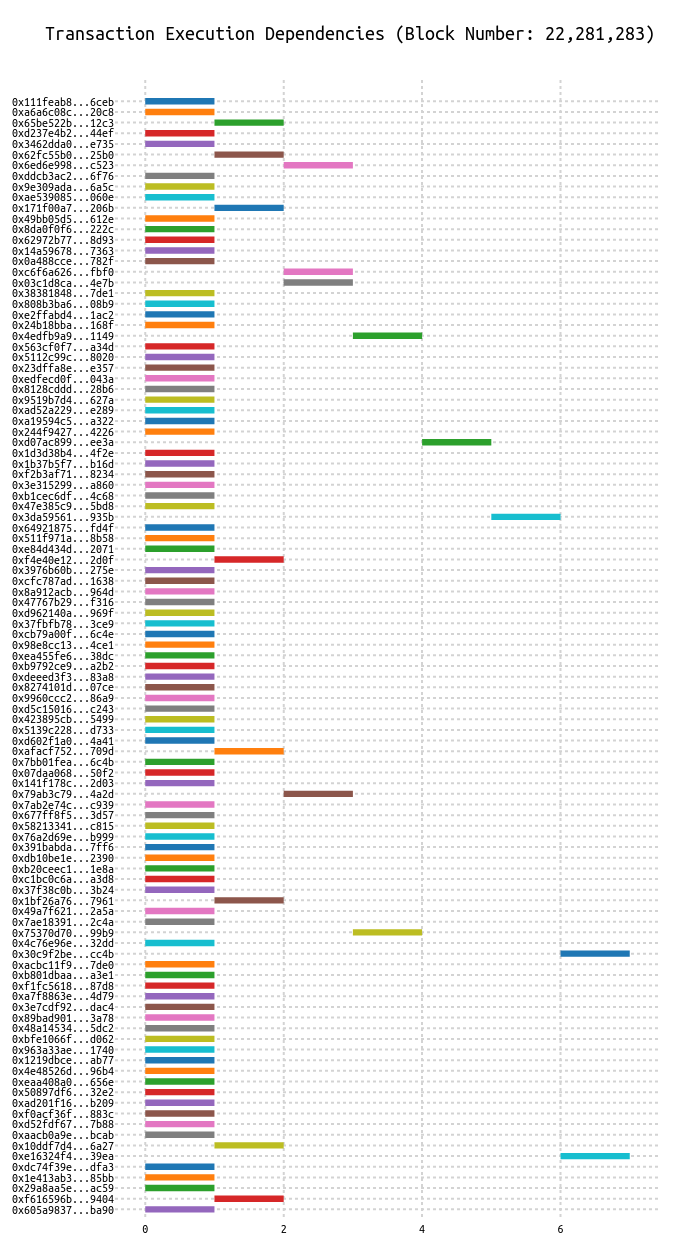 Transaction Execution Dependencies (Block Number: 22,281,283)
0x111feab8...6ceb
0xa6a6c08c...20c8
0x65be522b...12c3
0xd237e4b2...44ef
0x3462dda0...e735
0x62fc55b0...25b0
0x6ed6e998...c523
0xddcb3ac2...6f76
0x9e309ada...6a5c
0xae539085...060e
0x171f00a7...206b
0x49bb05d5...612e
0x8da0f0f6...222c
0x62972b77...8d93
0x14a59678...7363
0x0a488cce...782f
0xc6f6a626...fbf0
0x03c1d8ca...4e7b
0x38381848...7de1
0x808b3ba6...08b9
0xe2ffabd4...1ac2
0x24b18bba...168f
0x4edfb9a9...1149
0x563cf0f7...a34d
0x5112c99c...8020
0x23dffa8e...e357
0xedfecd0f...043a
0x8128cddd...28b6
0x9519b7d4...627a
0xad52a229...e289
0xa19594c5...a322
0x244f9427...4226
0xd07ac899...ee3a
0x1d3d38b4...4f2e
0x1b37b5f7...b16d
0xf2b3af71...8234
0x3e315299...a860
0xb1cec6df...4c68
0x47e385c9...5bd8
0x3da59561...935b
0x64921875...fd4f
0x511f971a...8b58
0xe84d434d...2071
0xf4e40e12...2d0f
0x3976b60b...275e
0xcfc787ad...1638
0x8a912acb...964d
0x47767b29...f316
0xd962140a...969f
0x37fbfb78...3ce9
0xcb79a00f...6c4e
0x98e8cc13...4ce1
0xea455fe6...38dc
0xb9792ce9...a2b2
0xdeeed3f3...83a8
0x8274101d...07ce
0x9960ccc2...86a9
0xd5c15016...c243
0x423895cb...5499
0x5139c228...d733
0xd602f1a0...4a41
0xafacf752...709d
0x7bb01fea...6c4b
0x07daa068...50f2
0x141f178c...2d03
0x79ab3c79...4a2d
0x7ab2e74c...c939
0x677ff8f5...3d57
0x58213341...c815
0x76a2d69e...b999
0x391babda...7ff6
0xdb10be1e...2390
0xb20ceec1...1e8a
0xc1bc0c6a...a3d8
0x37f38c0b...3b24
0x1bf26a76...7961
0x49a7f621...2a5a
0x7ae18391...2c4a
0x75370d70...99b9
0x4c76e96e...32dd
0x30c9f2be...cc4b
0xacbc11f9...7de0
0xb801dbaa...a3e1
0xf1fc5618...87d8
0xa7f8863e...4d79
0x3e7cdf92...dac4
0x89bad901...3a78
0x48a14534...5dc2
0xbfe1066f...d062
0x963a33ae...1740
0x1219dbce...ab77
0x4e48526d...96b4
0xeaa408a0...656e
0x50897df6...32e2
0xad201f16...b209
0xf0acf36f...883c
0xd52fdf67...7b88
0xaacb0a9e...bcab
0x10ddf7d4...6a27
0xe16324f4...39ea
0xdc74f39e...dfa3
0x1e413ab3...85bb
0x29a8aa5e...ac59
0xf616596b...9404
0x605a9837...ba90
0 2 4 6